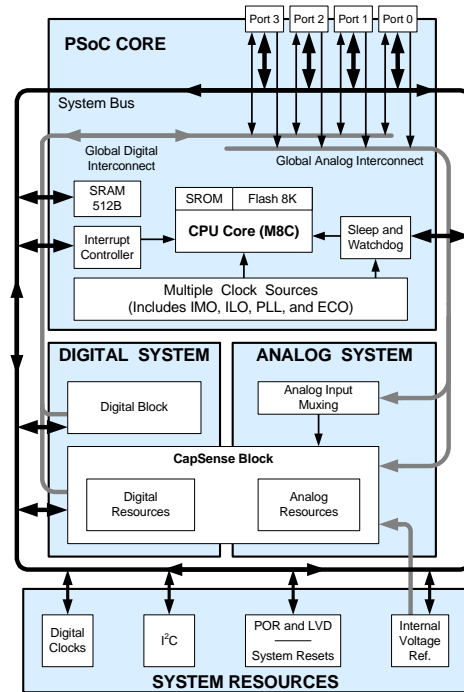 Port 3 Port 2 Port 1 Port 0
PSoC CORE
System Bus
Global Digital
Interconnect
Global Analog Interconnect
SRAM
512B
SROM Flash 8K
CPU Core (M8C)
Interrupt
Controller
Sleep and
Watchdog
Multiple Clock Sources
(Includes IMO, ILO, PLL, and ECO)
DIGITAL SYSTEM
ANALOG SYSTEM
Digital Block
Analog Input
Muxing
CapSense Block
Digital
Resources
Analog
Resources
Digital
Clocks
I²C
POR and LVD
System Resets
Internal
Voltage
Ref.
SYSTEM RESOURCES